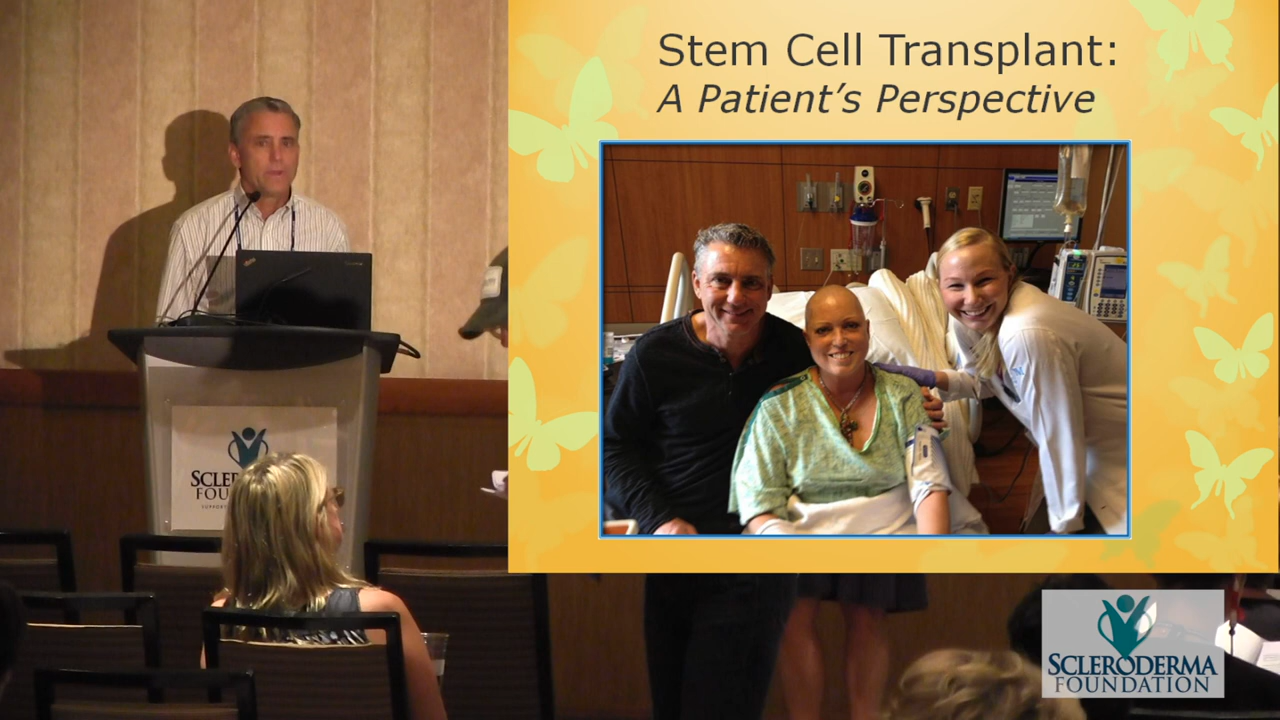 Stem Cell Transplant:
A Patient's Perspective
SCLERODERMA
FOUNDATION